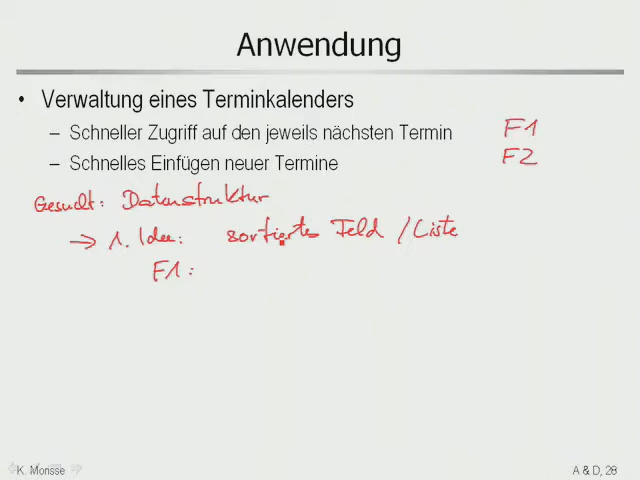 Anwendung
• Verwaltung eines Terminkalenders
– Schneller Zugriff auf den jeweils nächsten Termin F1
– Schnelles Einfügen neuer Termine F2
Gesucht: Datenstruktur
→ 1. Idee: sortiertes Feld / Liste
F1:
K. Morisse A & D, 28